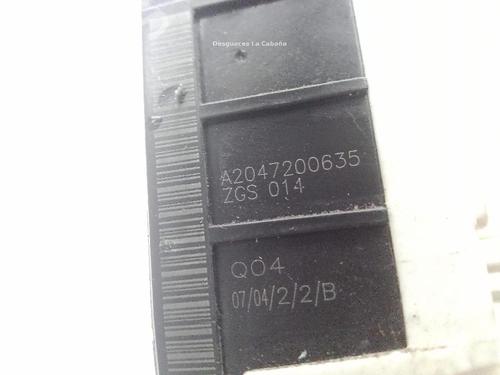 Desguaces La Cabaña
A2047200635
ZGS 014
Q04
07/04/2/2/B